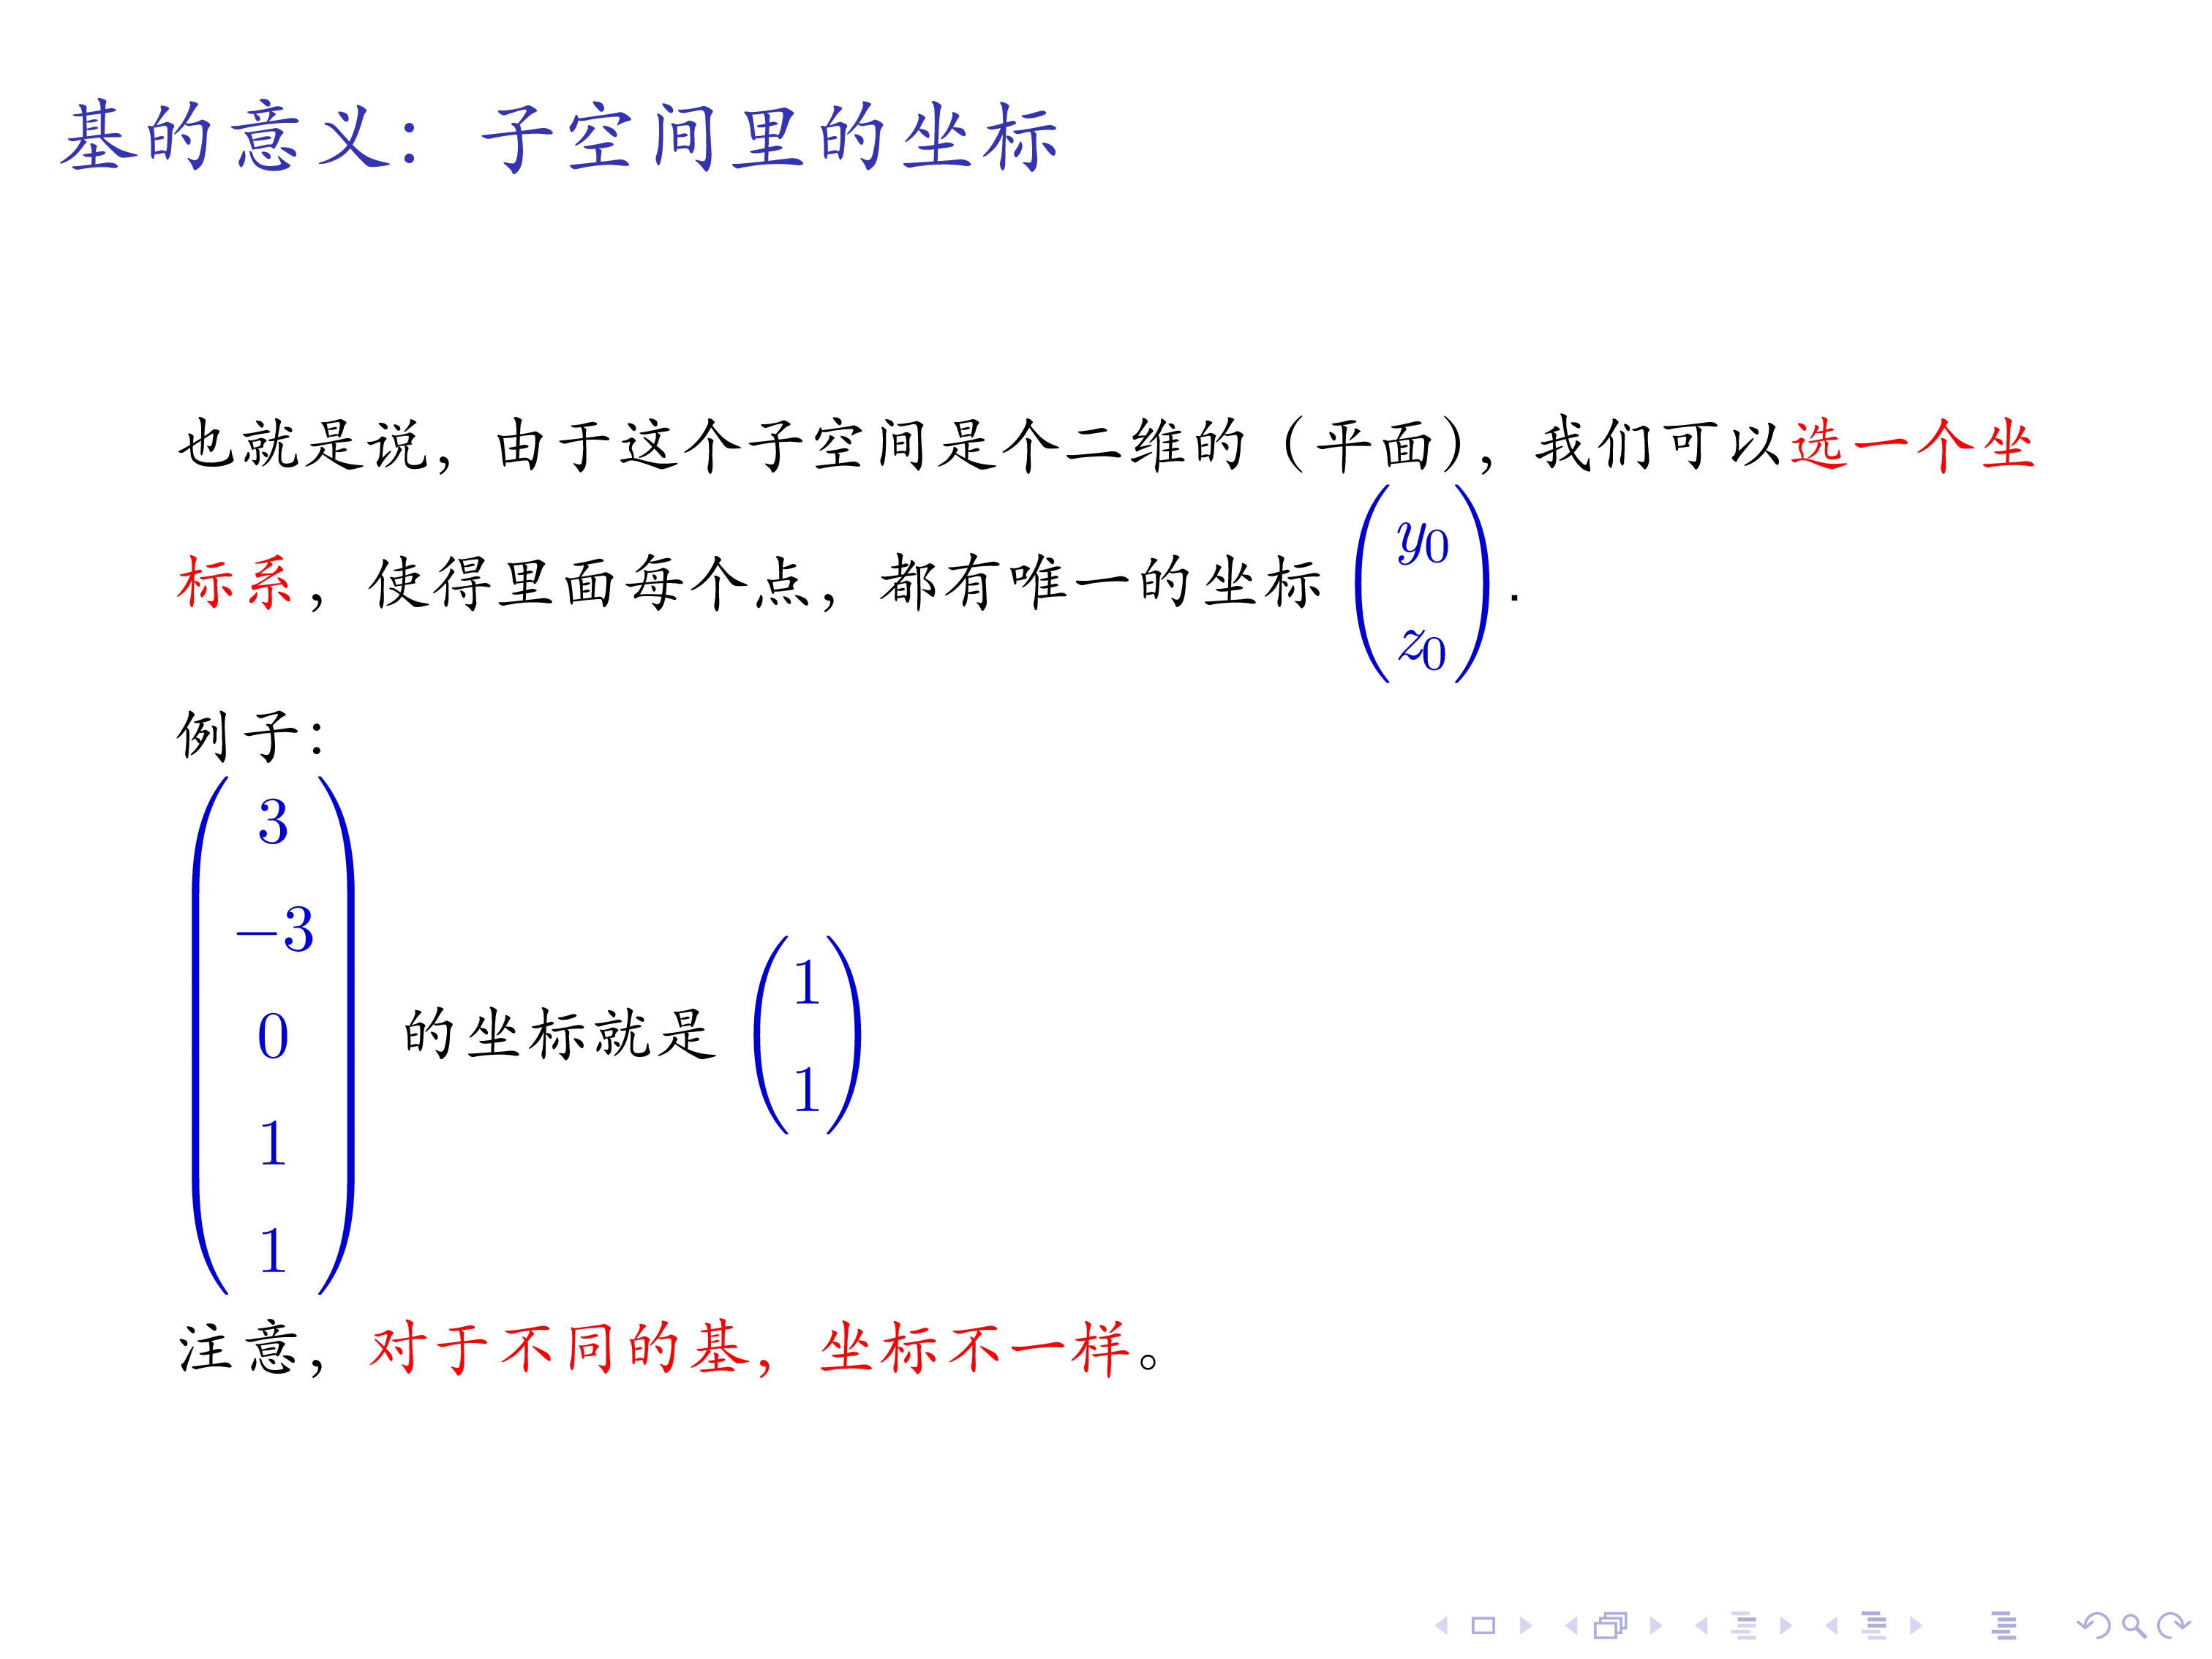 基的意义：子空间里的坐标
也就是说，由于这个子空间是个二维的（平面），我们可以选一个坐
标系，使得里面每个点，都有唯一的坐标 $\begin{pmatrix} y_0 \\ z_0 \end{pmatrix}$.
例子：
$\begin{pmatrix} 3 \\ -3 \\ 0 \\ 1 \\ 1 \end{pmatrix}$ 的坐标就是 $\begin{pmatrix} 1 \\ 1 \end{pmatrix}$
注意，对于不同的基，坐标不一样。